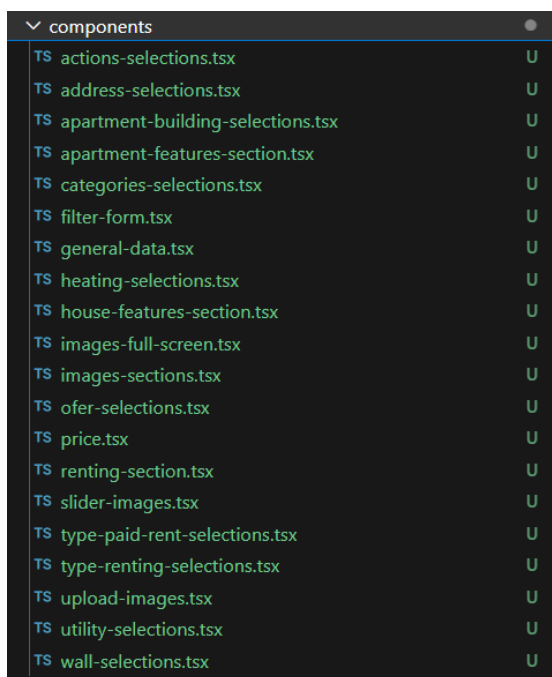 components
TS actions-selections.tsx U
TS address-selections.tsx U
TS apartment-building-selections.tsx U
TS apartment-features-section.tsx U
TS categories-selections.tsx U
TS filter-form.tsx U
TS general-data.tsx U
TS heating-selections.tsx U
TS house-features-section.tsx U
TS images-full-screen.tsx U
TS images-sections.tsx U
TS ofer-selections.tsx U
TS price.tsx U
TS renting-section.tsx U
TS slider-images.tsx U
TS type-paid-rent-selections.tsx U
TS type-renting-selections.tsx U
TS upload-images.tsx U
TS utility-selections.tsx U
TS wall-selections.tsx U